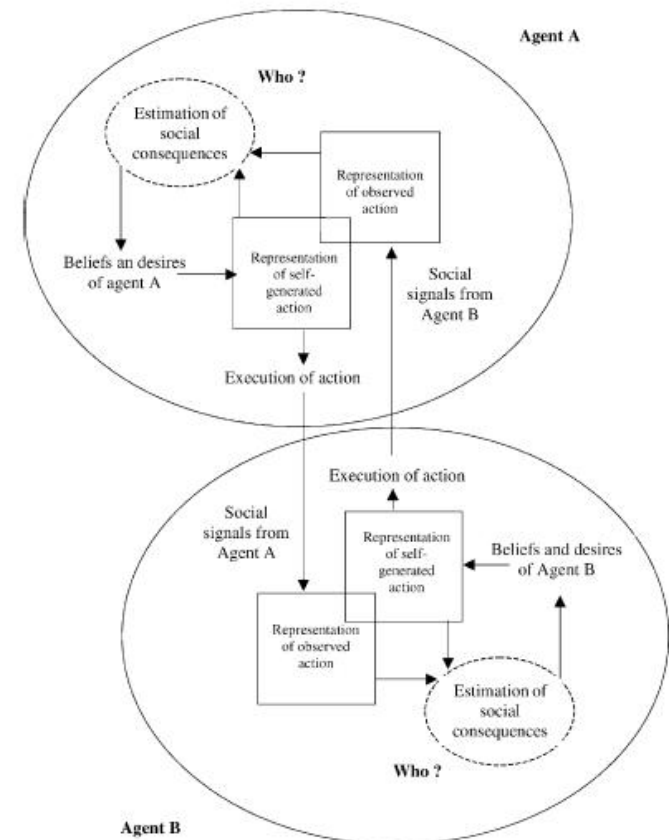 Agent A
Who ?
Estimation of
social
consequences
Representation
of observed
action
Beliefs an desires
of agent A
Representation
of self-
generated
action
Social
signals from
Agent B
Execution of action
Execution of action
Social
signals from
Agent A
Representation
of self-
generated
action
Beliefs and desires
of Agent B
Representation
of observed
action
Estimation of
social
consequences
Who ?
Agent B